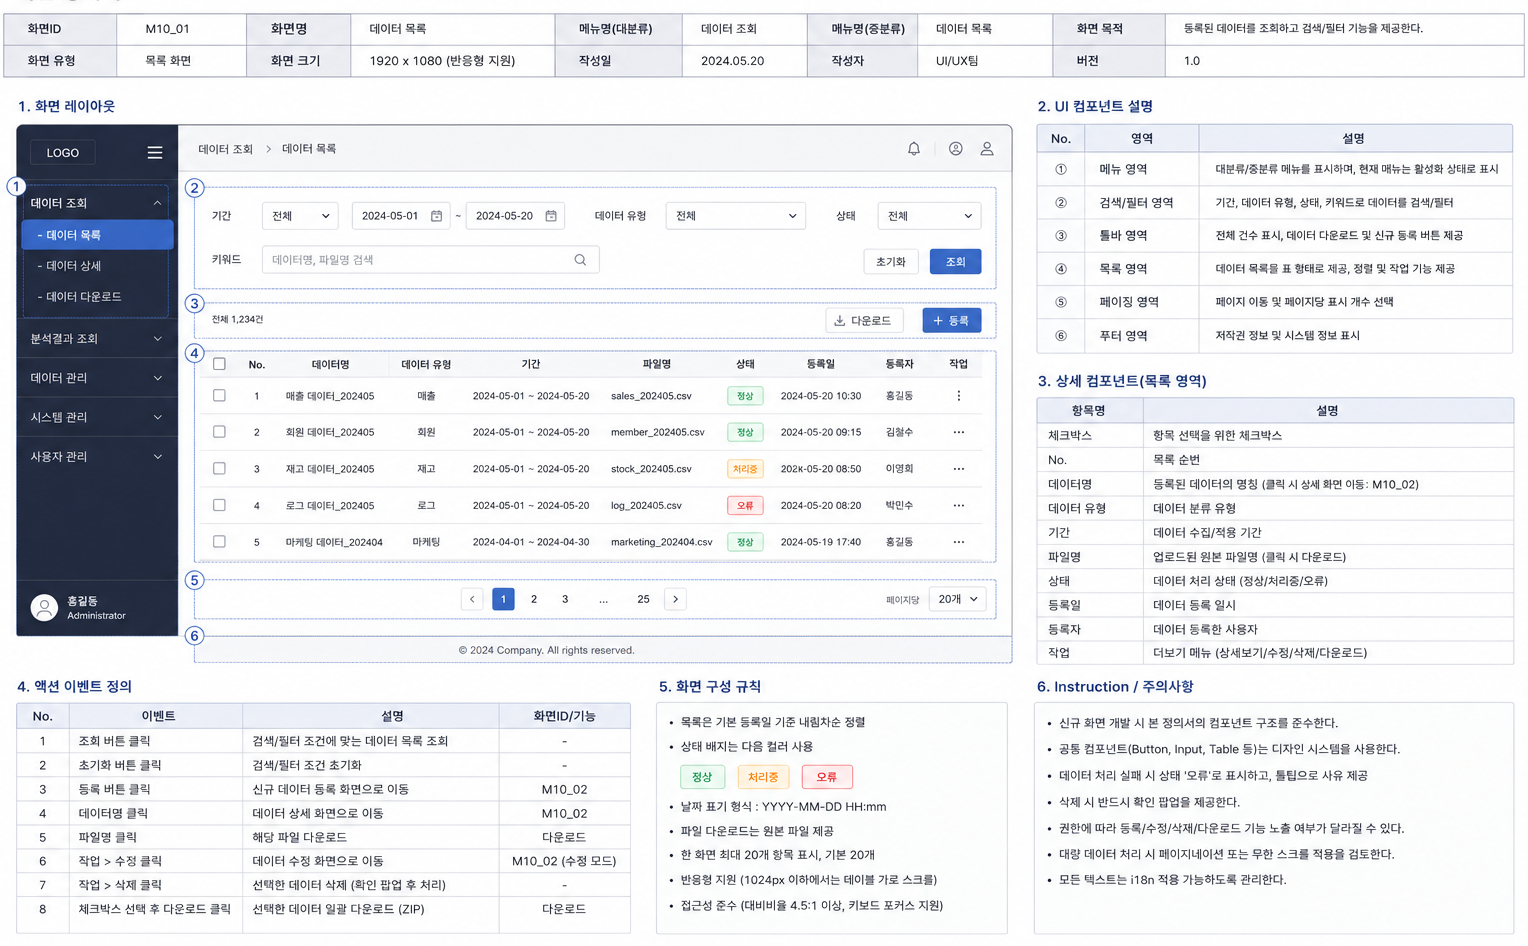 화면ID M10_01 화면명 데이터 목록 메뉴명(대분류) 데이터 조회 메뉴명(중분류) 데이터 목록 화면 목적 등록된 데이터를 조회하고 검색/필터 기능을 제공한다.
화면 유형 목록 화면 화면 크기 1920 x 1080 (반응형 지원) 작성일 2024.05.20 작성자 UI/UX팀 버전 1.0
1. 화면 레이아웃
LOGO
데이터 조회 > 데이터 목록
①
데이터 조회
- 데이터 목록
- 데이터 상세
- 데이터 다운로드
분석결과 조회
데이터 관리
시스템 관리
사용자 관리
홍길동
Administrator
②
기간 전체 2024-05-01 ~ 2024-05-20 데이터 유형 전체 상태 전체
키워드 데이터명, 파일명 검색 초기화 조회
③
전체 1,234건 다운로드 + 등록
④
No. 데이터명 데이터 유형 기간 파일명 상태 등록일 등록자 작업
1 매출 데이터_202405 매출 2024-05-01 ~ 2024-05-20 sales_202405.csv 정상 2024-05-20 10:30 홍길동
2 회원 데이터_202405 회원 2024-05-01 ~ 2024-05-20 member_202405.csv 정상 2024-05-20 09:15 김철수
3 재고 데이터_202405 재고 2024-05-01 ~ 2024-05-20 stock_202405.csv 처리중 202к-05-20 08:50 이영희
4 로그 데이터_202405 로그 2024-05-01 ~ 2024-05-20 log_202405.csv 오류 2024-05-20 08:20 박민수
5 마케팅 데이터_202404 마케팅 2024-04-01 ~ 2024-04-30 marketing_202404.csv 정상 2024-05-19 17:40 홍길동
⑤
1 2 3 ... 25 페이지당 20개
⑥
© 2024 Company. All rights reserved.
2. UI 컴포넌트 설명
No. 영역 설명
① 메뉴 영역 대분류/중분류 메뉴를 표시하며, 현재 매뉴는 활성화 상태로 표시
② 검색/필터 영역 기간, 데이터 유형, 상태, 키워드로 데이터를 검색/필터
③ 툴바 영역 전체 건수 표시, 데이터 다운로드 및 신규 등록 버튼 제공
④ 목록 영역 데이터 목록을 표 형태로 제공, 정렬 및 작업 기능 제공
⑤ 페이징 영역 페이지 이동 및 페이지당 표시 개수 선택
⑥ 푸터 영역 저작권 정보 및 시스템 정보 표시
3. 상세 컴포넌트(목록 영역)
항목명 설명
체크박스 항목 선택을 위한 체크박스
No. 목록 순번
데이터명 등록된 데이터의 명칭 (클릭 시 상세 화면 이동: M10_02)
데이터 유형 데이터 분류 유형
기간 데이터 수집/적용 기간
파일명 업로드된 원본 파일명 (클릭 시 다운로드)
상태 데이터 처리 상태 (정상/처리중/오류)
등록일 데이터 등록 일시
등록자 데이터 등록한 사용자
작업 더보기 메뉴 (상세보기/수정/삭제/다운로드)
4. 액션 이벤트 정의
No. 이벤트 설명 화면ID/기능
1 조회 버튼 클릭 검색/필터 조건에 맞는 데이터 목록 조회 -
2 초기화 버튼 클릭 검색/필터 조건 초기화 -
3 등록 버튼 클릭 신규 데이터 등록 화면으로 이동 M10_02
4 데이터명 클릭 데이터 상세 화면으로 이동 M10_02
5 파일명 클릭 해당 파일 다운로드 다운로드
6 작업 > 수정 클릭 데이터 수정 화면으로 이동 M10_02 (수정 모드)
7 작업 > 삭제 클릭 선택한 데이터 삭제 (확인 팝업 후 처리) -
8 체크박스 선택 후 다운로드 클릭 선택한 데이터 일괄 다운로드 (ZIP) 다운로드
5. 화면 구성 규칙
• 목록은 기본 등록일 기준 내림차순 정렬
• 상태 배지는 다음 컬러 사용
정상 처리중 오류
• 날짜 표기 형식 : YYYY-MM-DD HH:mm
• 파일 다운로드는 원본 파일 제공
• 한 화면 최대 20개 항목 표시, 기본 20개
• 반응형 지원 (1024px 이하에서는 데이블 가로 스크를)
• 접근성 준수 (대비비율 4.5:1 이상, 키보드 포커스 지원)
6. Instruction / 주의사항
• 신규 화면 개발 시 본 정의서의 컴포넌트 구조를 준수한다.
• 공통 컴포넌트(Button, Input, Table 등)는 디자인 시스템을 사용한다.
• 데이터 처리 실패 시 상태 '오류'로 표시하고, 툴팁으로 사유 제공
• 삭제 시 반드시 확인 팝업을 제공한다.
• 권한에 따라 등록/수정/삭재/다운로드 기능 노출 여부가 달라질 수 있다.
• 대량 데이터 처리 시 페이지네이션 또는 무한 스크를 적용을 검토한다.
• 모든 텍스트는 i18n 적용 가능하도록 관리한다.